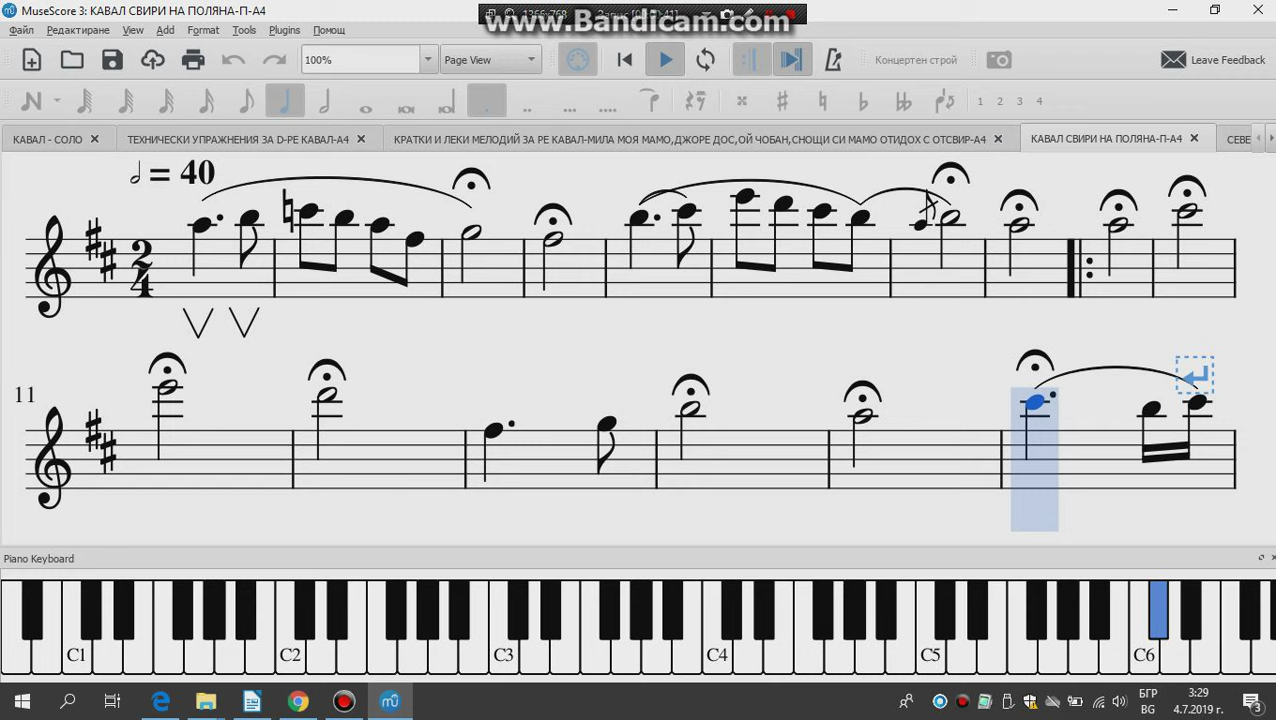 MuseScore 3: КАВАЛ СВИРИ НА ПОЛЯНА-П-А4
1366x768
www.Bandicam.com
Файл Редактиране View Add Format Tools Plugins Помощ
100% Page View Концертен строй Leave Feedback
1 2 3 4
КАВАЛ - СОЛО ТЕХНИЧЕСКИ УПРАЖНЕНИЯ ЗА D-РЕ КАВАЛ-А4 КРАТКИ И ЛЕКИ МЕЛОДИЙ ЗА РЕ КАВАЛ-МИЛА МОЯ МАМО,ДЖОРЕ ДОС,ОЙ ЧОБАН,СНОЩИ СИ МАМО ОТИДОХ С ОТСВИР-А4 КАВАЛ СВИРИ НА ПОЛЯНА-П-А4 СЕВЕ
= 40
2
4
11
Piano Keyboard
C1 C2 C3 C4 C5 C6
БГР 3:29
BG 4.7.2019 г. 3